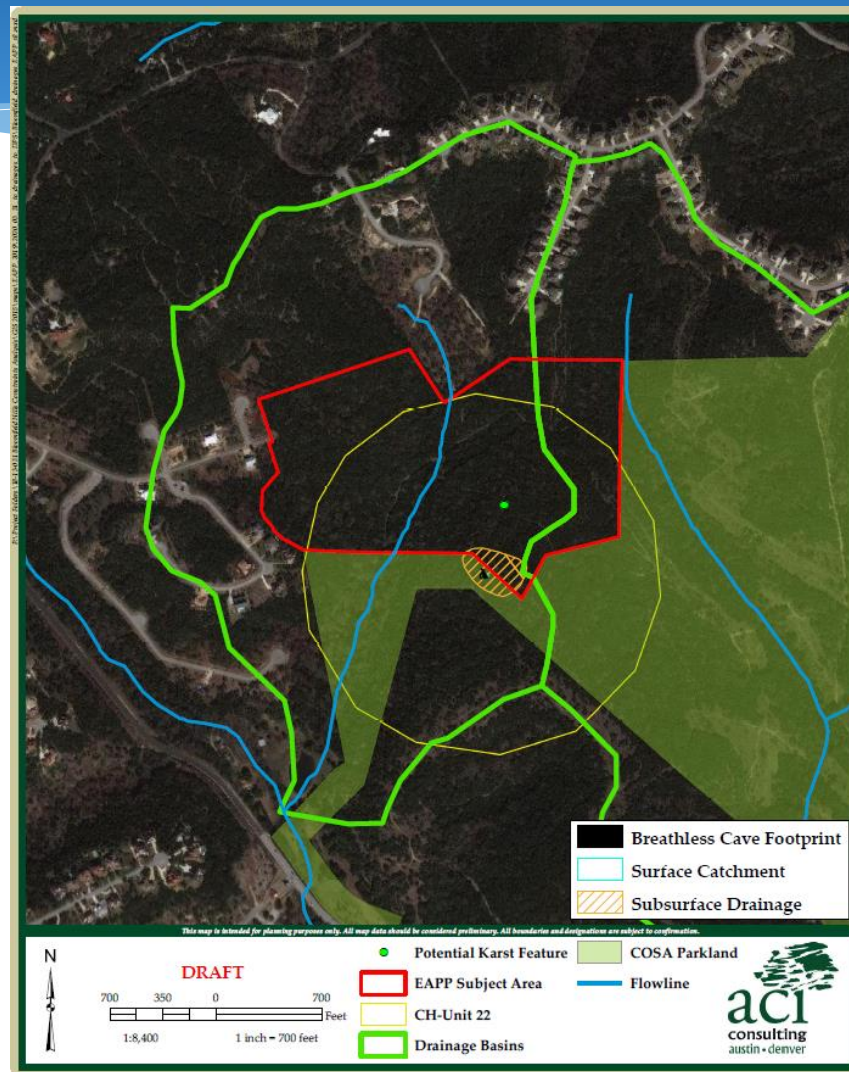 Breathless Cave Footprint
Surface Catchment
Subsurface Drainage
This map is intended for planning purposes only. All map data should be considered preliminary. All boundaries and designations are subject to confirmation.
N
DRAFT
700 350 0 700
Feet
1:8,400 1 inch = 700 feet
Potential Karst Feature
EAPP Subject Area
CH-Unit 22
Drainage Basins
COSA Parkland
Flowline
aci
consulting
austin • denver